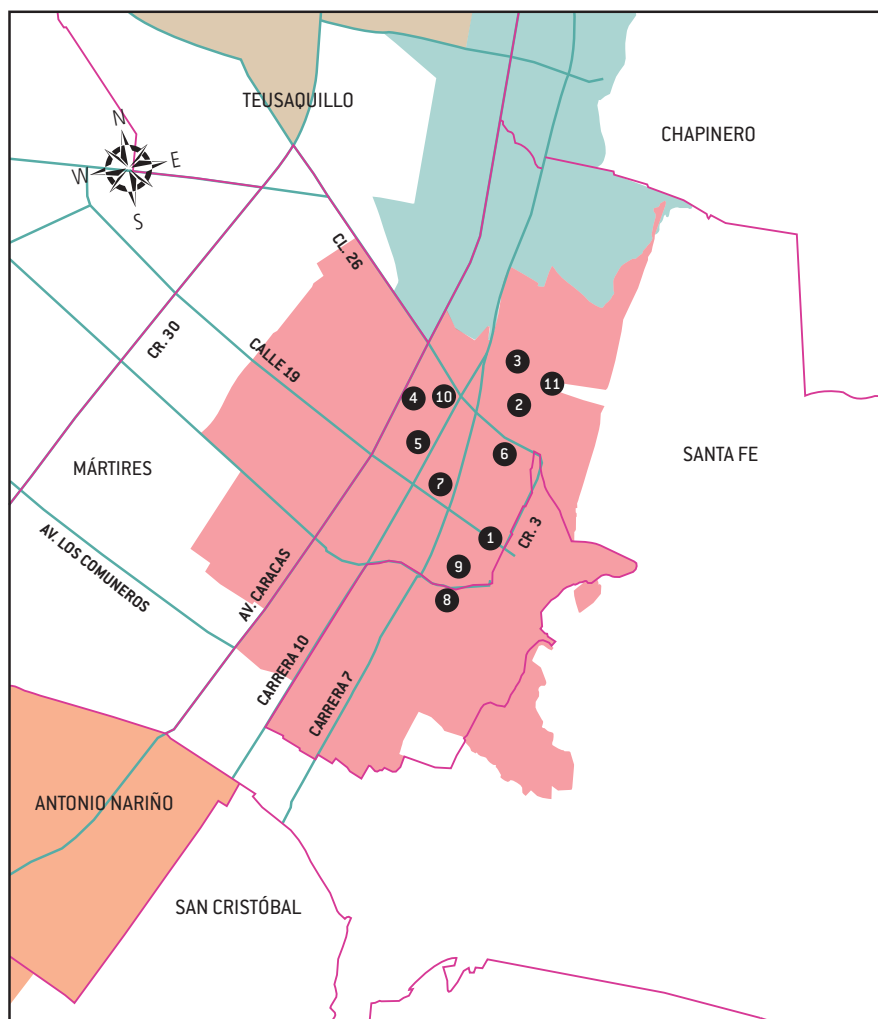 TEUSAQUILLO
CHAPINERO
N
W
E
S
CL. 26
CR. 30
CALLE 19
3
11
4
10
2
5
6
SANTA FE
MÁRTIRES
7
1
CR. 3
AV. LOS COMUNEROS
AV. CARACAS
9
8
CARRERA 10
CARRERA 7
ANTONIO NARIÑO
SAN CRISTÓBAL